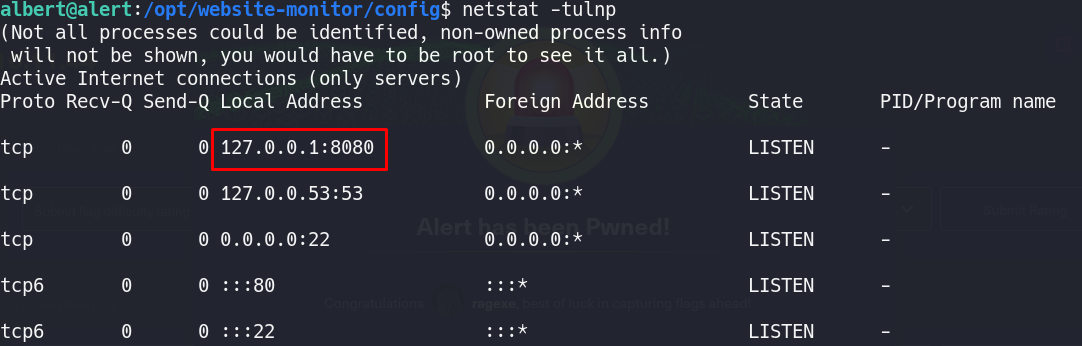 albert@alert:/opt/website-monitor/config$ netstat -tulnp
(Not all processes could be identified, non-owned process info
 will not be shown, you would have to be root to see it all.)
Active Internet connections (only servers)
Proto Recv-Q Send-Q Local Address           Foreign Address         State       PID/Program name
tcp        0      0 127.0.0.1:8080          0.0.0.0:*               LISTEN      -
tcp        0      0 127.0.0.53:53           0.0.0.0:*               LISTEN      -
Alert has been Pwned!
tcp        0      0 0.0.0.0:22              0.0.0.0:*               LISTEN      -
tcp6       0      0 :::80                   :::*                    LISTEN      -
Congratulations ragexe, best of luck in capturing flags ahead!
tcp6       0      0 :::22                   :::*                    LISTEN      -